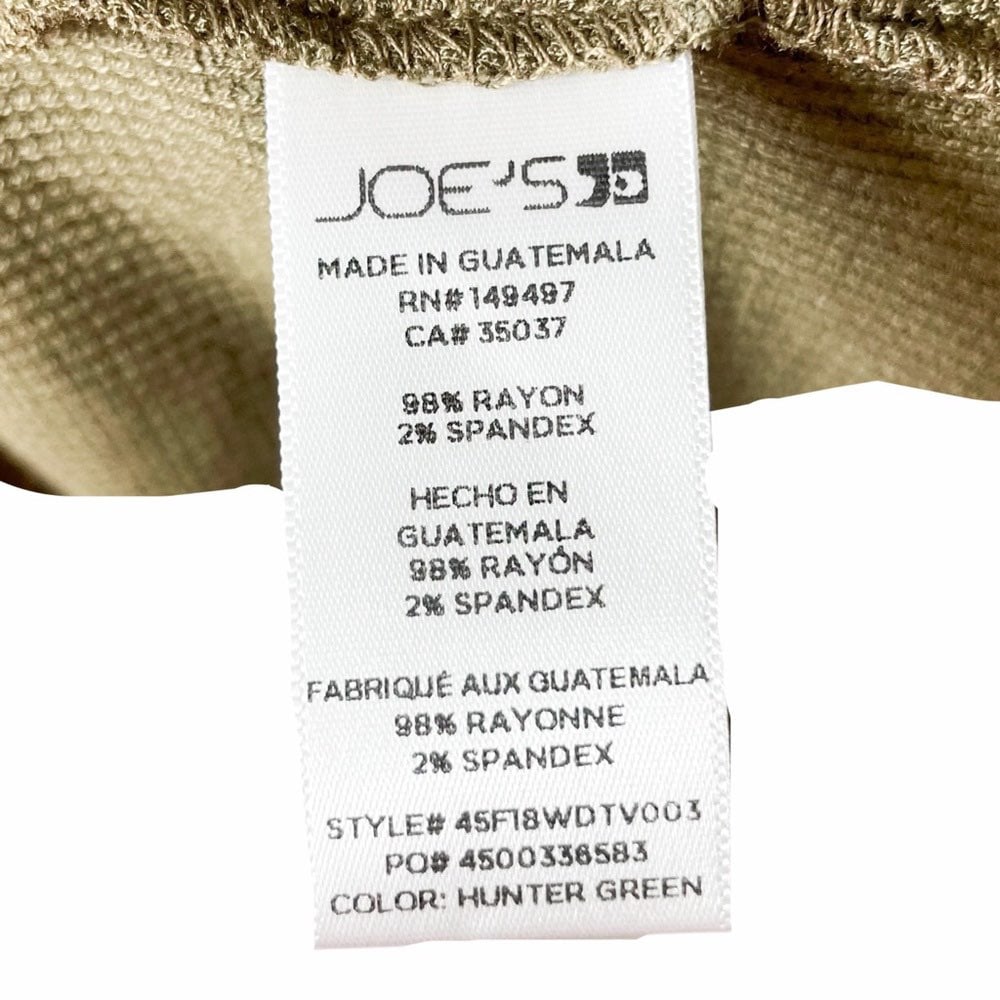 JOE'S
MADE IN GUATEMALA
RN# 149497
CA# 35037
98% RAYON
2% SPANDEX
HECHO EN
GUATEMALA
98% RAYÓN
2% SPANDEX
FABRIQUÉ AUX GUATEMALA
98% RAYONNE
2% SPANDEX
STYLE# 45F18WDTV003
PO# 4500336583
COLOR: HUNTER GREEN